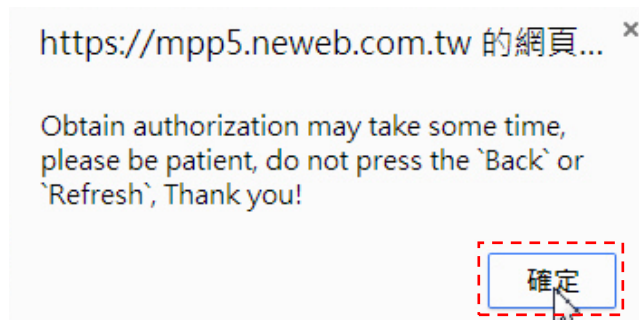 https://mpp5.neweb.com.tw 的網頁...
Obtain authorization may take some time,
please be patient, do not press the `Back` or
`Refresh`, Thank you!
確定